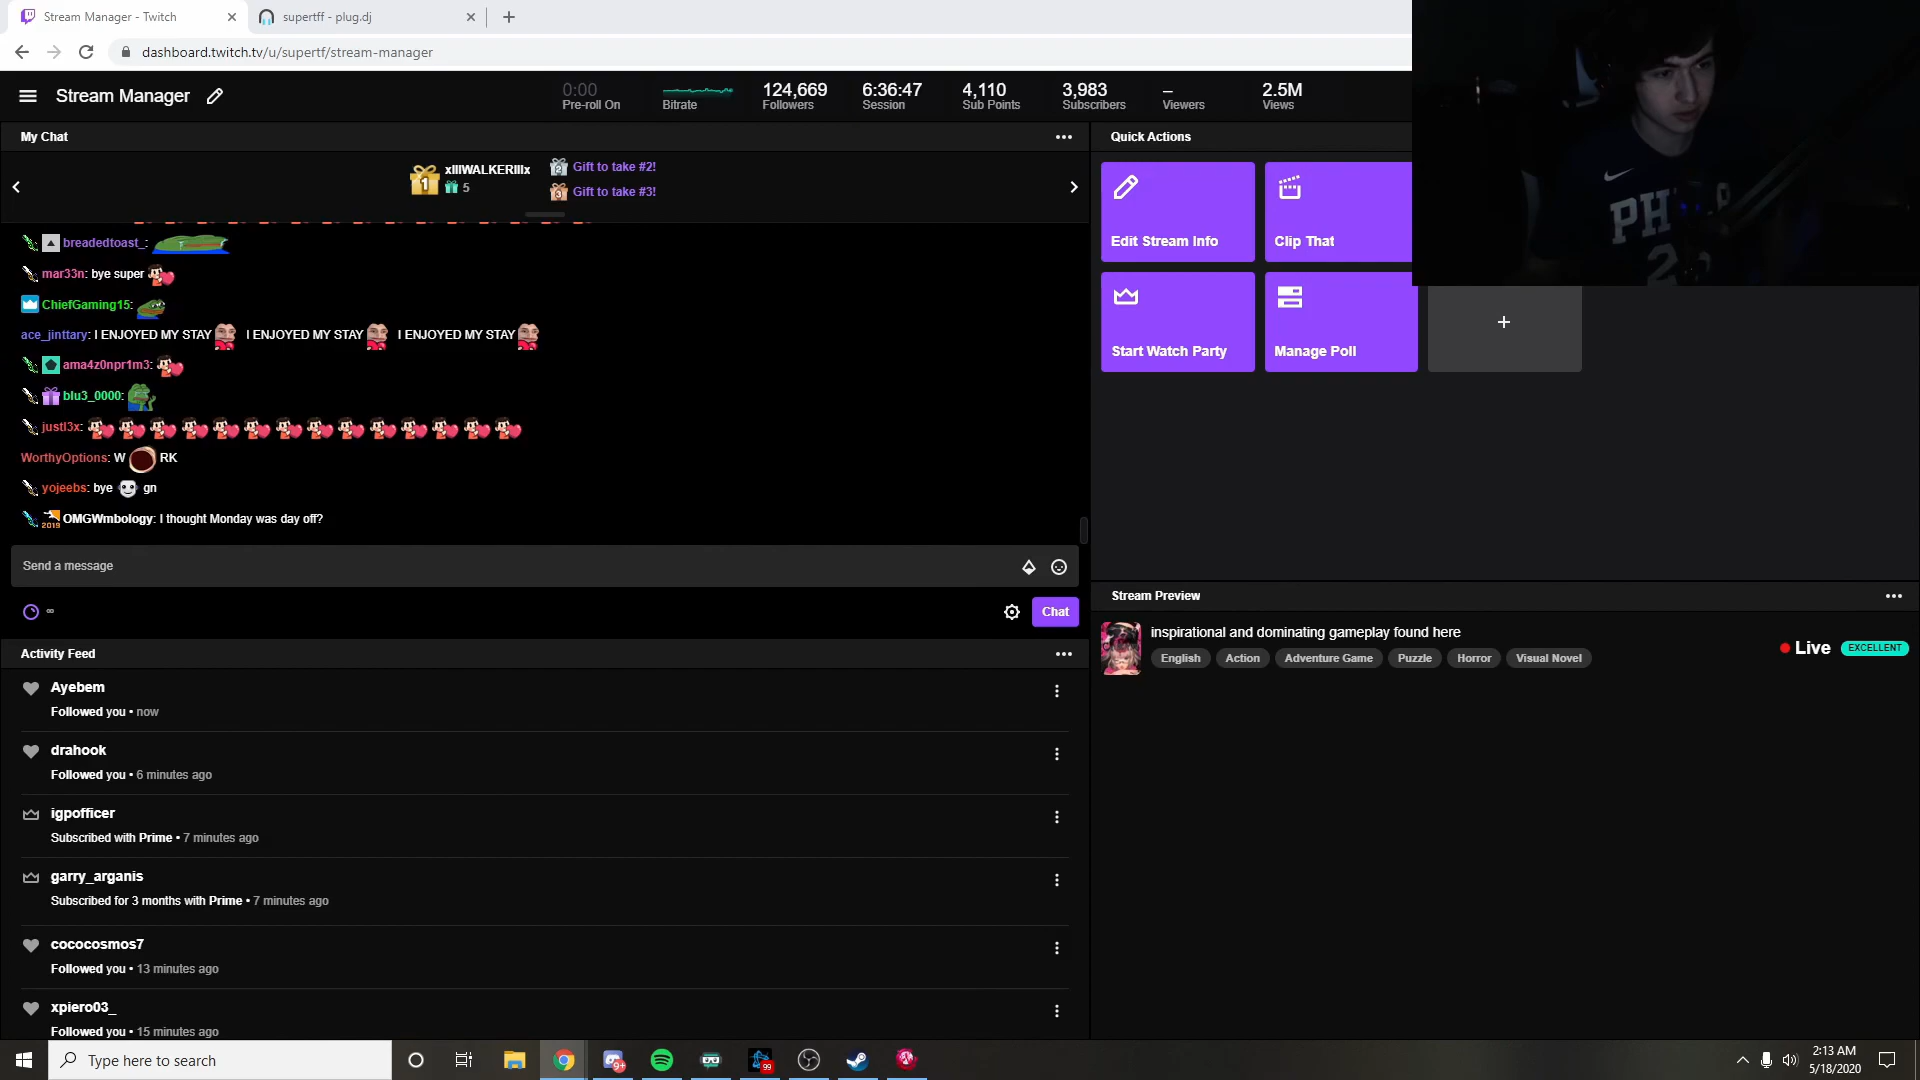 Stream Manager - Twitch
supertff - plug.dj
dashboard.twitch.tv/u/supertf/stream-manager
Stream Manager
0:00
Pre-roll On
Bitrate
124,669
Followers
6:36:47
Session
4,110
Sub Points
3,983
Subscribers
–
Viewers
2.5M
Views
My Chat
1
xIIIWALKERIIIx
5
2
Gift to take #2!
3
Gift to take #3!
breadedtoast_:
mar33n: bye super
ChiefGaming15:
ace_jinttary: I ENJOYED MY STAY I ENJOYED MY STAY I ENJOYED MY STAY
ama4z0npr1m3:
blu3_0000:
justl3x:
WorthyOptions: W RK
yojeebs: bye gn
2019 OMGWmbology: I thought Monday was day off?
Send a message
∞
Chat
Activity Feed
Ayebem
Followed you • now
drahook
Followed you • 6 minutes ago
igpofficer
Subscribed with Prime • 7 minutes ago
garry_arganis
Subscribed for 3 months with Prime • 7 minutes ago
cococosmos7
Followed you • 13 minutes ago
xpiero03_
Followed you • 15 minutes ago
Quick Actions
Edit Stream Info
Clip That
Start Watch Party
Manage Poll
Stream Preview
inspirational and dominating gameplay found here
English
Action
Adventure Game
Puzzle
Horror
Visual Novel
Live
EXCELLENT
Type here to search
9+
99
2:13 AM
5/18/2020